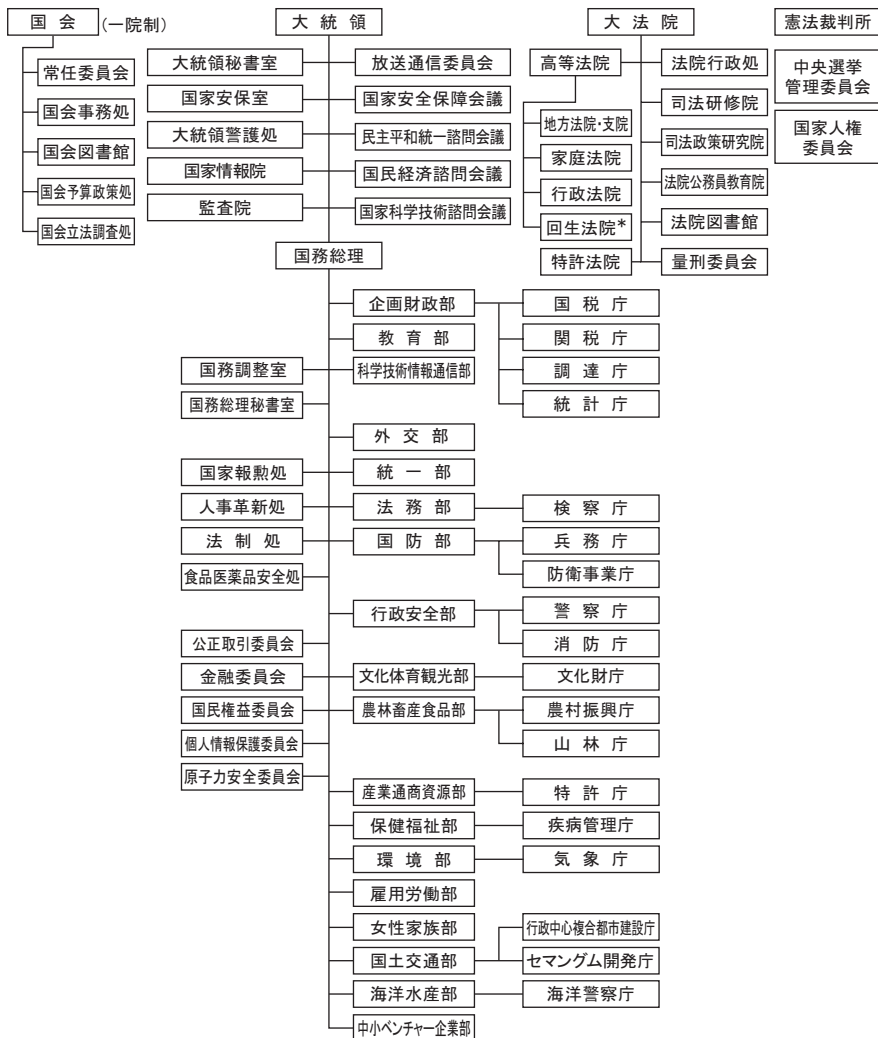 国会 (一院制)
常任委員会
国会事務処
国会図書館
国会予算政策処
国会立法調査処
大統領
大統領秘書室
放送通信委員会
国家安保室
国家安全保障会議
大統領警護処
民主平和統一諮問会議
国家情報院
国民経済諮問会議
監査院
国家科学技術諮問会議
大法院
高等法院
法院行政処
地方法院・支院
司法研修院
家庭法院
司法政策研究院
行政法院
法院公務員教育院
回生法院*
法院図書館
特許法院
量刑委員会
憲法裁判所
中央選挙
管理委員会
国家人権
委員会
国務総理
企画財政部
国税庁
教育部
関税庁
国務調整室
科学技術情報通信部
調達庁
国務総理秘書室
統計庁
外交部
国家報勲処
統一部
人事革新処
法務部
検察庁
法制処
国防部
兵務庁
食品医薬品安全処
防衛事業庁
行政安全部
警察庁
公正取引委員会
消防庁
金融委員会
文化体育観光部
文化財庁
国民権益委員会
農林畜産食品部
農村振興庁
個人情報保護委員会
山林庁
原子力安全委員会
産業通商資源部
特許庁
保健福祉部
疾病管理庁
環境部
気象庁
雇用労働部
女性家族部
行政中心複合都市建設庁
国土交通部
セマングム開発庁
海洋水産部
海洋警察庁
中小ベンチャー企業部